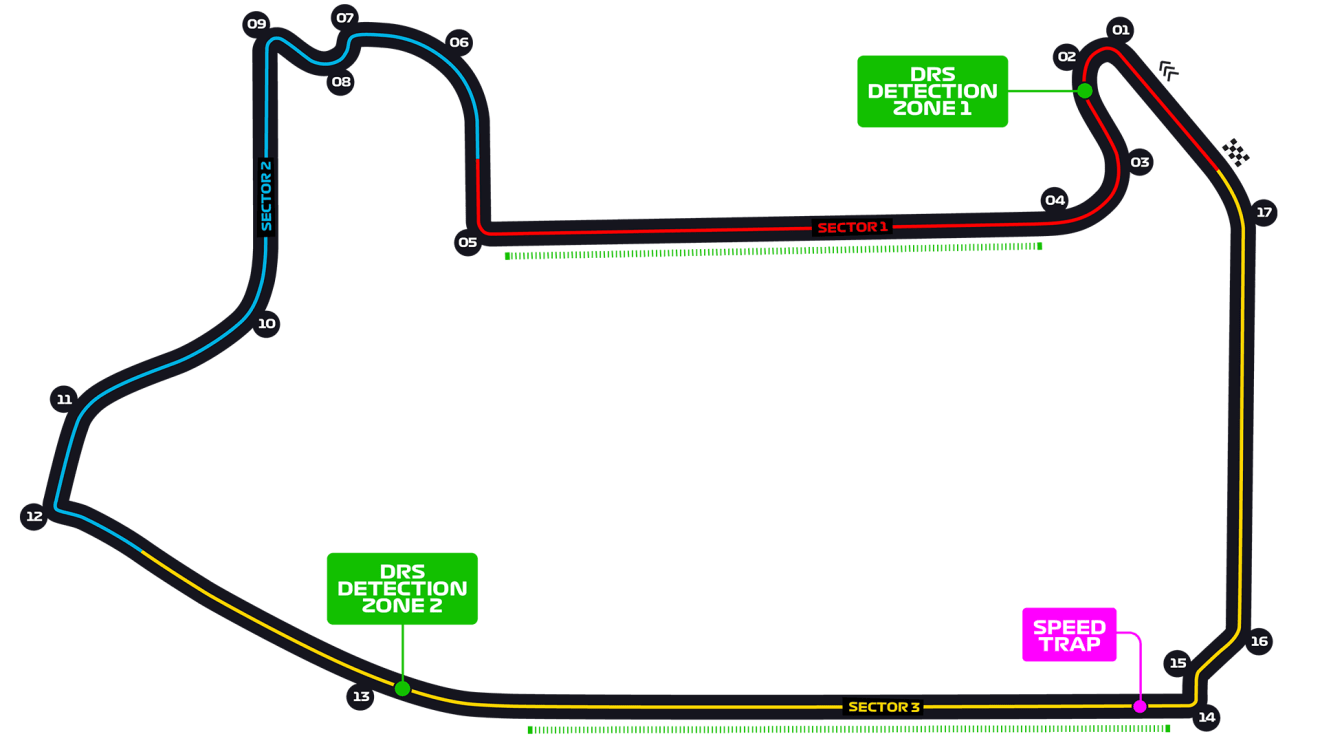 09
07
06
08
01
02
DRS
DETECTION
ZONE 1
03
04
17
SECTOR 2
SECTOR 1
05
10
11
12
DRS
DETECTION
ZONE 2
SPEED
TRAP
16
15
13
SECTOR 3
14